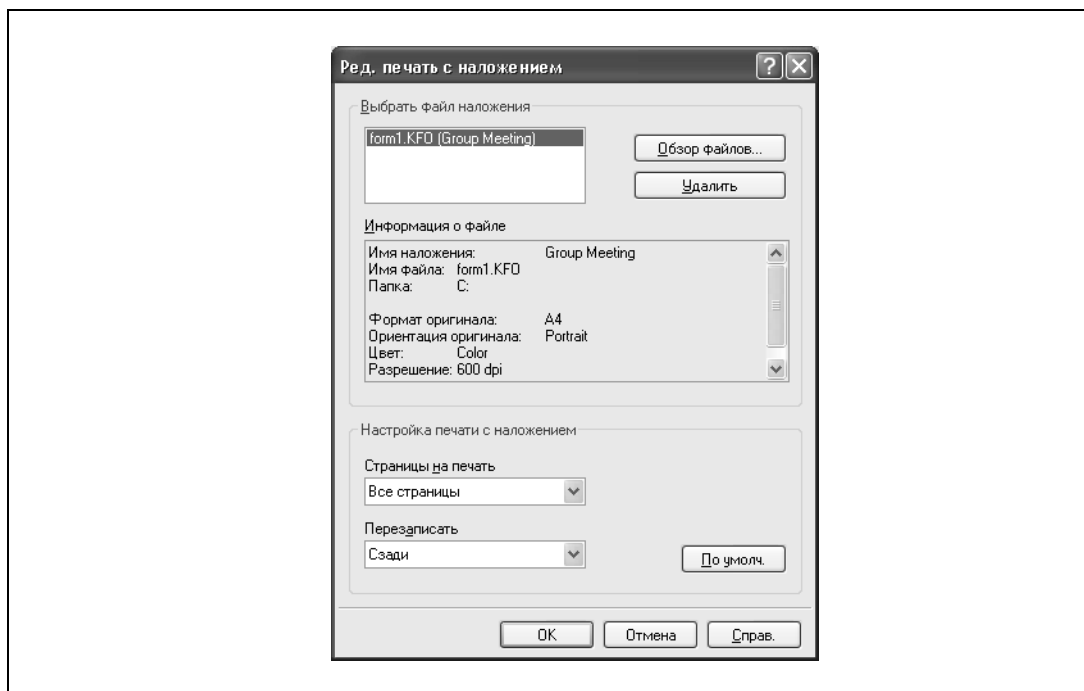 Ред. печать с наложением
Выбрать файл наложения
form1.KFO (Group Meeting)
Обзор файлов...
Удалить
Информация о файле
Имя наложения: Group Meeting
Имя файла: form1.KFO
Папка: C:
Формат оригинала: A4
Ориентация оригинала: Portrait
Цвет: Color
Разрешение: 600 dpi
Настройка печати с наложением
Страницы на печать
Все страницы
Перезаписать
Сзади
По умолч.
OK Отмена Справ.